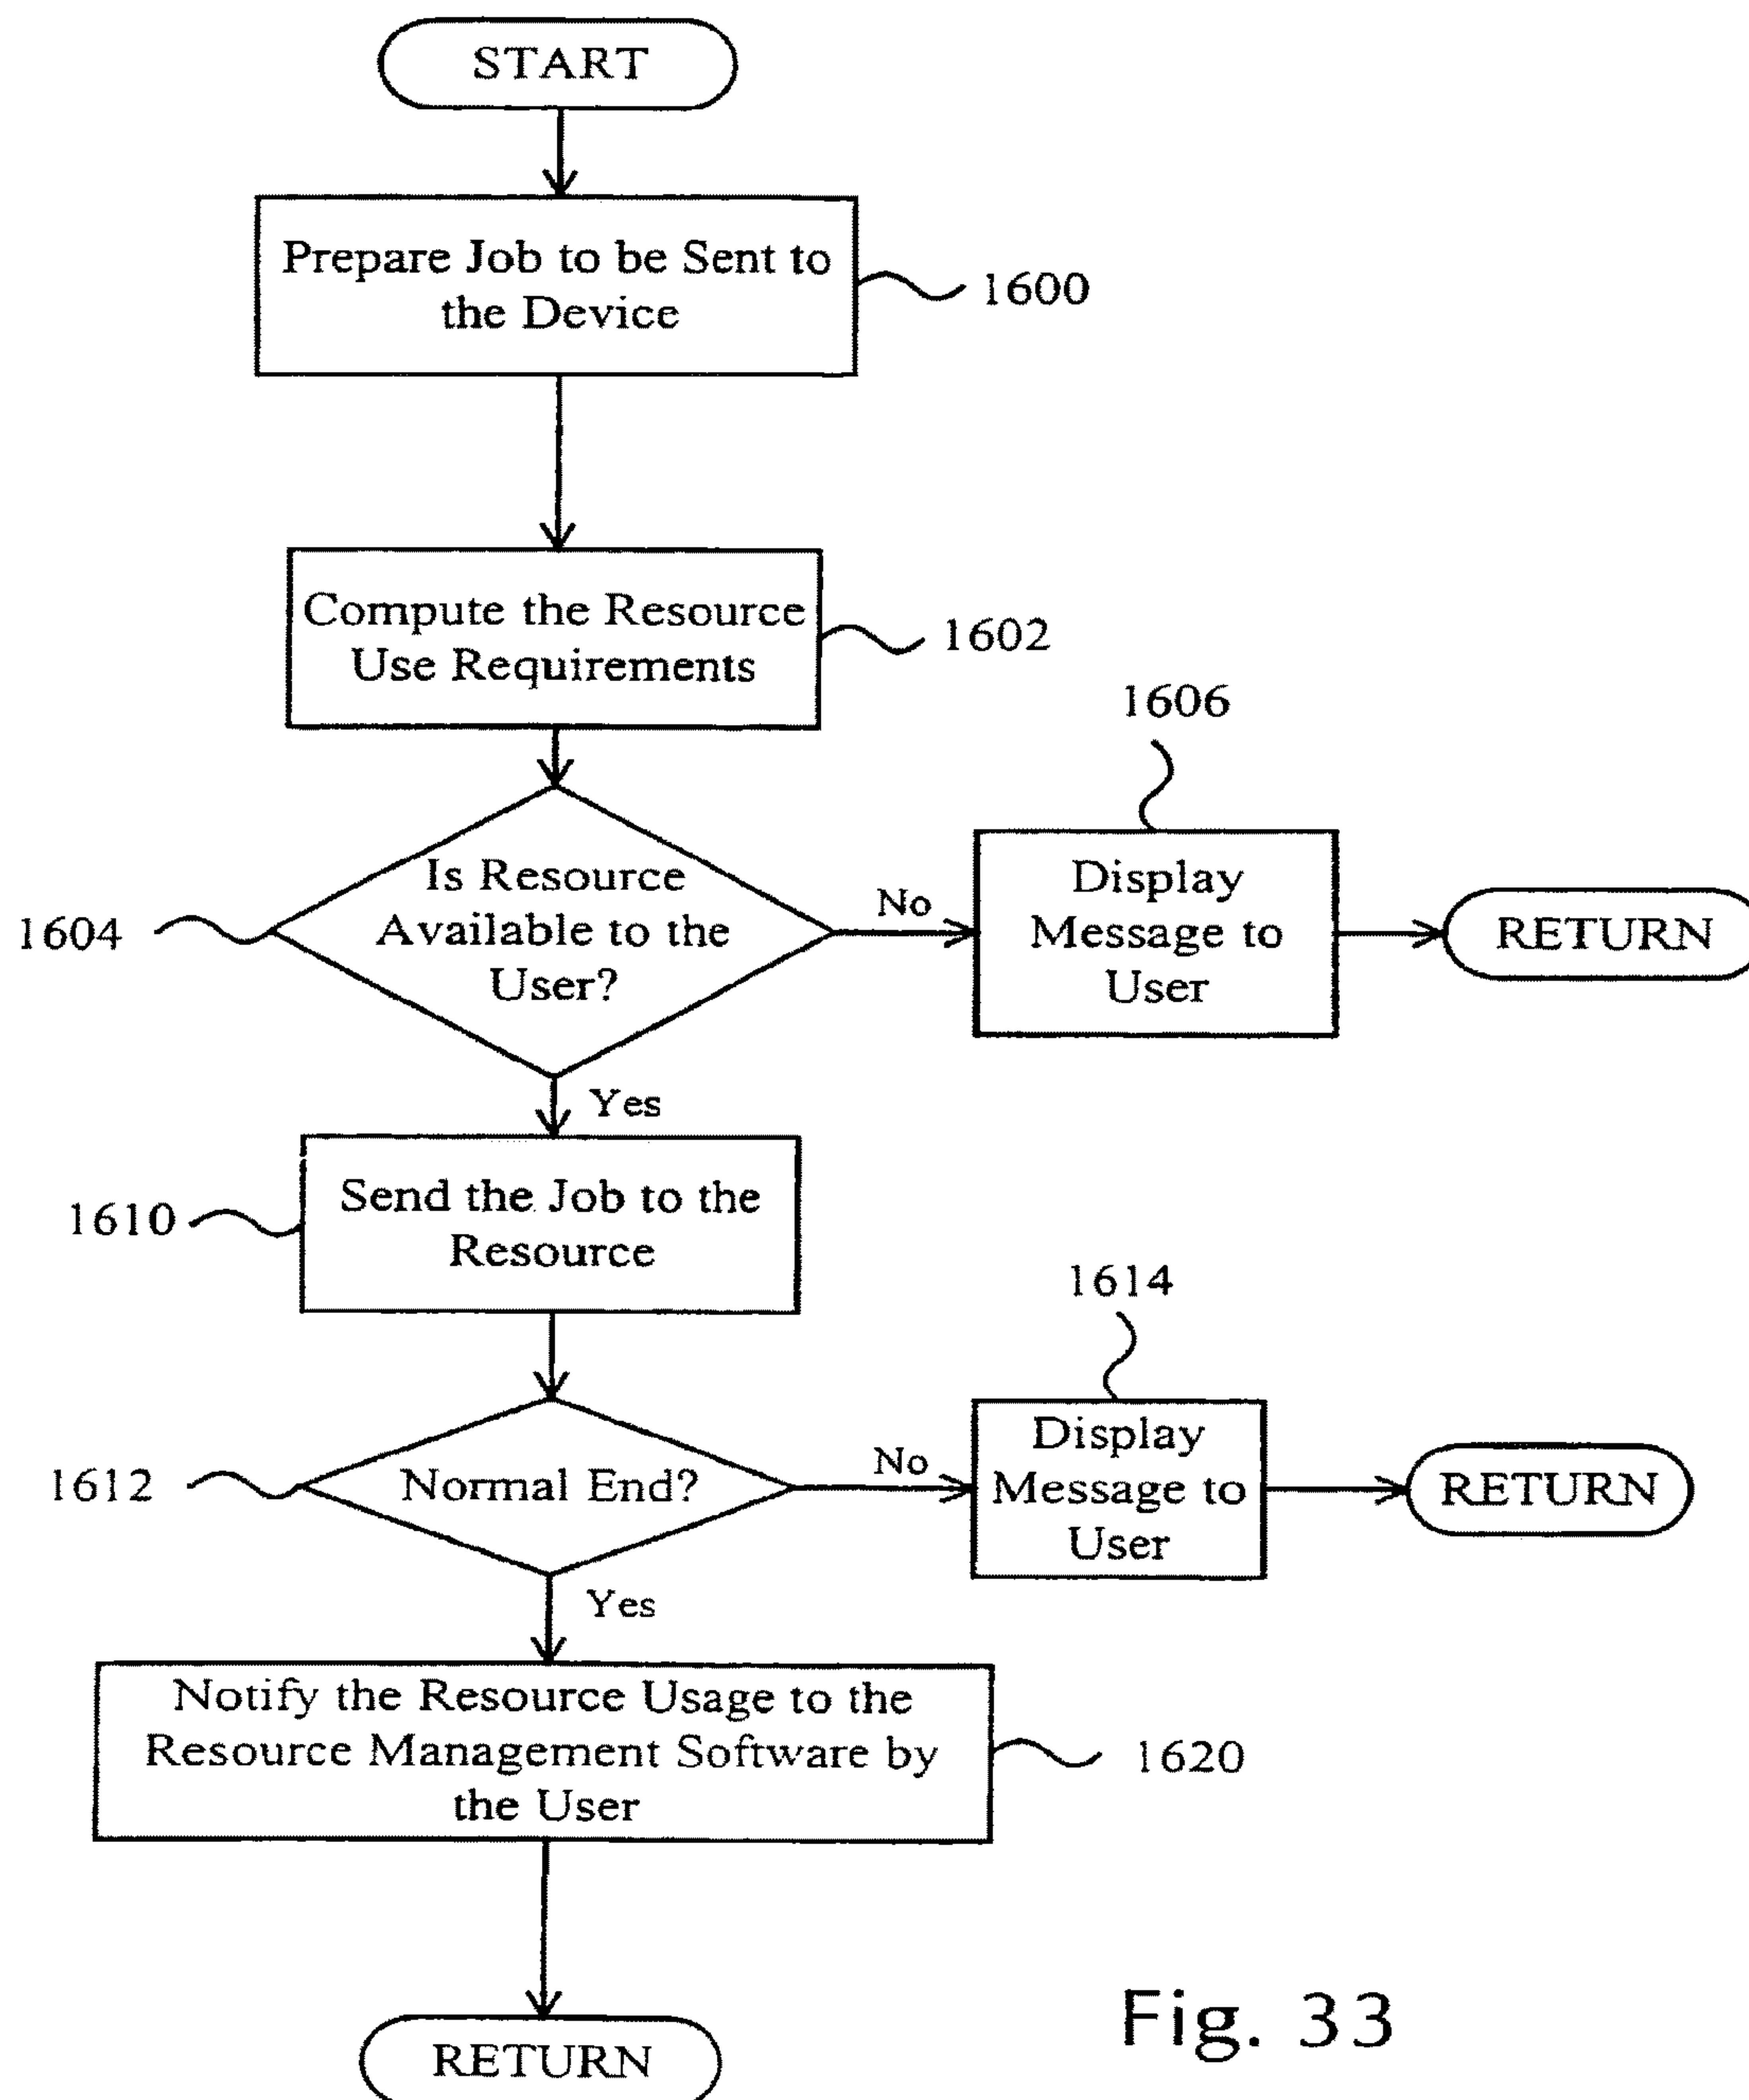 START
Prepare Job to be Sent to
the Device
1600
Compute the Resource
Use Requirements
1602
1606
Is Resource
Available to the
User?
1604
No
Display
Message to
User
RETURN
Yes
Send the Job to the
Resource
1610
1614
Normal End?
1612
No
Display
Message to
User
RETURN
Yes
Notify the Resource Usage to the
Resource Management Software by
the User
1620
RETURN
Fig. 33